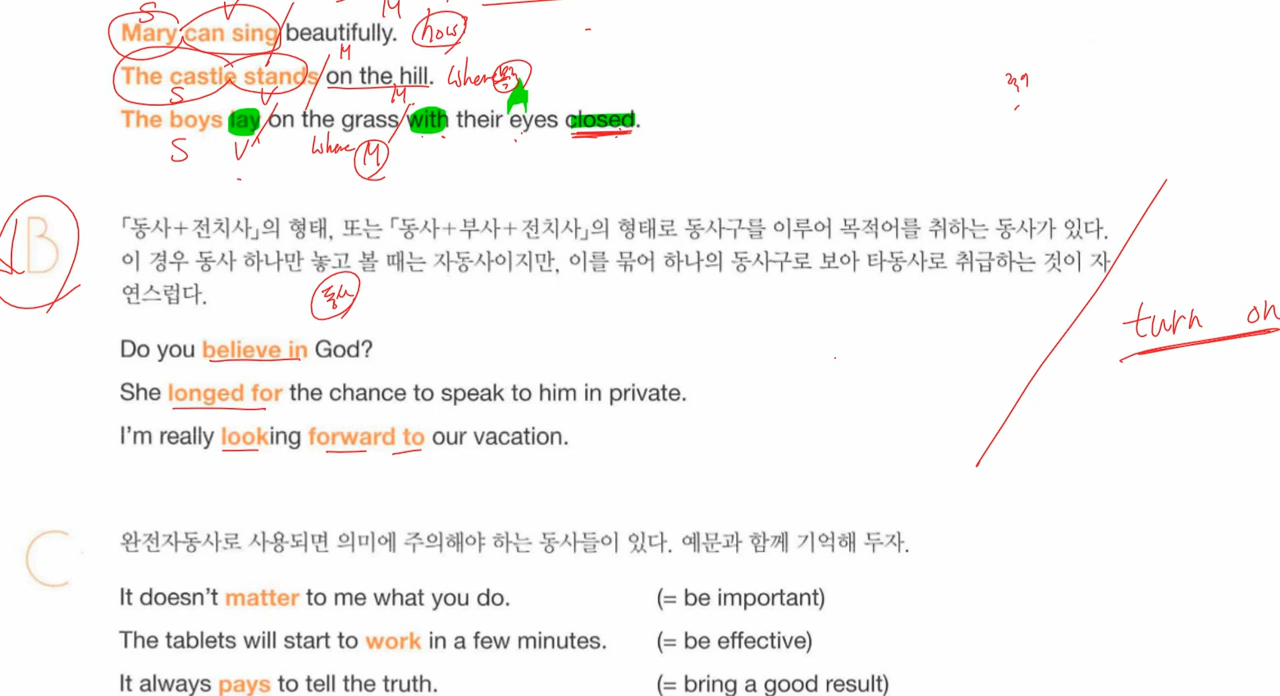 S V M
Mary can sing beautifully. how
M
The castle stands on the hill. where
S V M
The boys lay on the grass with their eyes closed.
S V where M
B
「동사+전치사」의 형태, 또는 「동사+부사+전치사」의 형태로 동사구를 이루어 목적어를 취하는 동사가 있다.
이 경우 동사 하나만 놓고 볼 때는 자동사이지만, 이를 묶어 하나의 동사구로 보아 타동사로 취급하는 것이 자
연스럽다.
동사
turn on
Do you believe in God?
She longed for the chance to speak to him in private.
I'm really looking forward to our vacation.
C
완전자동사로 사용되면 의미에 주의해야 하는 동사들이 있다. 예문과 함께 기억해 두자.
It doesn't matter to me what you do. (= be important)
The tablets will start to work in a few minutes. (= be effective)
It always pays to tell the truth. (= bring a good result)